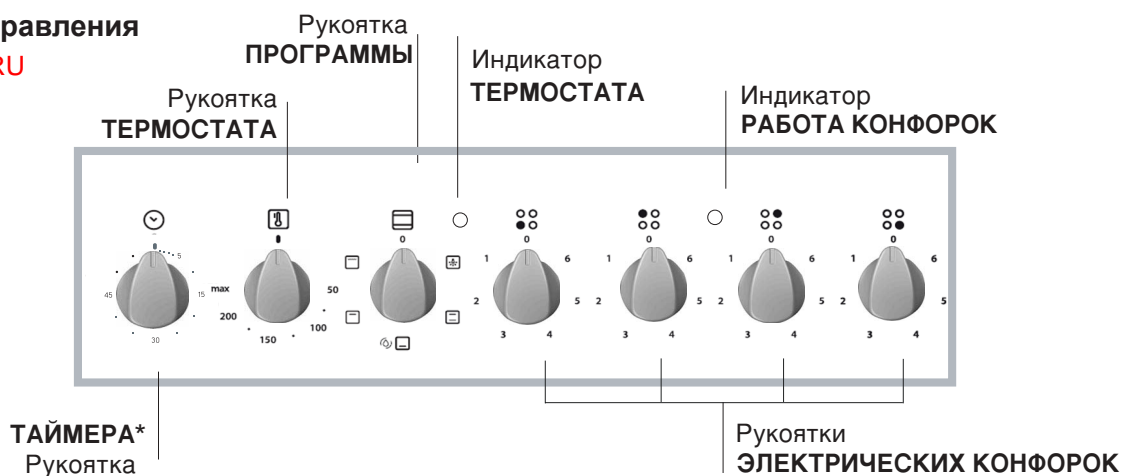 равления
RU
Рукоятка
ПРОГРАММЫ
Индикатор
ТЕРМОСТАТА
Рукоятка
ТЕРМОСТАТА
Индикатор
РАБОТА КОНФОРОК
5
15
30
45
50
100
150
200
max
0
0 1 2 3 4 5 6
0 1 2 3 4 5 6
0 1 2 3 4 5 6
0 1 2 3 4 5 6
ТАЙМЕРА*
Рукоятка
Рукоятки
ЭЛЕКТРИЧЕСКИХ КОНФОРОК